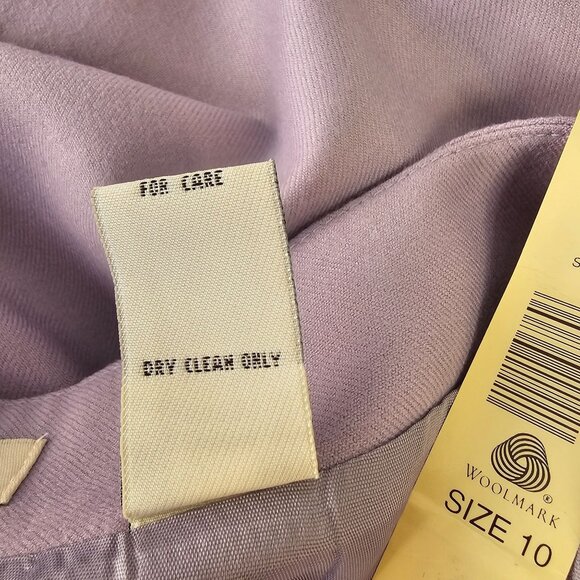 FOR CARE
DRY CLEAN ONLY
S
WOOLMARK ®
SIZE 10